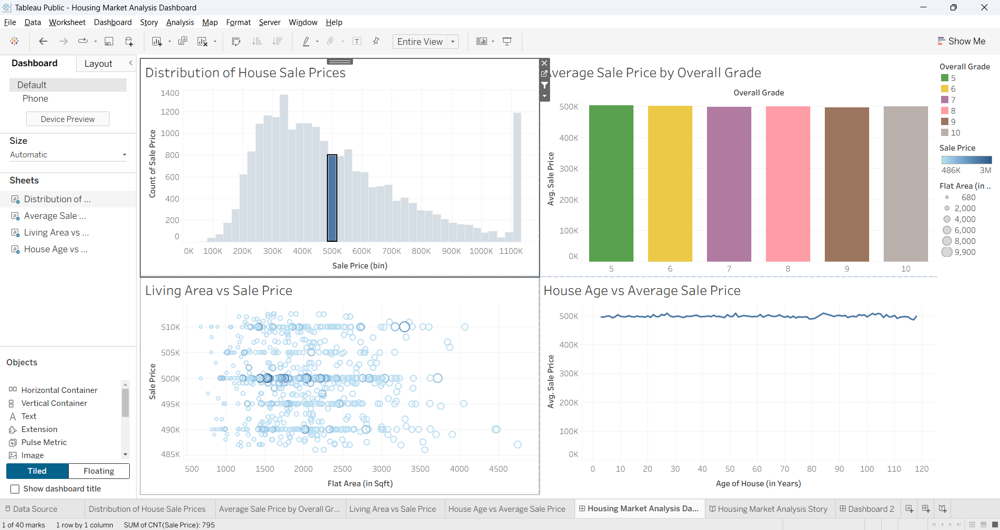 Tableau Public - Housing Market Analysis Dashboard
File Data Worksheet Dashboard Story Analysis Map Format Server Window Help
Entire View
Show Me
Dashboard
Layout
Default
Phone
Device Preview
Size
Automatic
Sheets
Distribution of ...
Average Sale ...
Living Area vs ...
House Age vs ...
Objects
Horizontal Container
Vertical Container
Text
Extension
Pulse Metric
Image
Tiled
Floating
Show dashboard title
Distribution of House Sale Prices
Count of Sale Price
1400
1200
1000
800
600
400
200
0
0K 100K 200K 300K 400K 500K 600K 700K 800K 900K 1000K 1100K
Sale Price (bin)
Average Sale Price by Overall Grade
Overall Grade
Avg. Sale Price
500K
400K
300K
200K
100K
0K
5 6 7 8 9 10
Overall Grade
5
6
7
8
9
10
Sale Price
486K 3M
Flat Area (in ..
680
2,000
4,000
6,000
8,000
9,900
Living Area vs Sale Price
Sale Price
510K
505K
500K
495K
490K
485K
500 1000 1500 2000 2500 3000 3500 4000 4500
Flat Area (in Sqft)
House Age vs Average Sale Price
Avg. Sale Price
500K
400K
300K
200K
100K
0K
0 10 20 30 40 50 60 70 80 90 100 110 120
Age of House (in Years)
Data Source
Distribution of House Sale Prices
Average Sale Price by Overall Gr...
Living Area vs Sale Price
House Age vs Average Sale Price
Housing Market Analysis Da...
Housing Market Analysis Story
Dashboard 2
1 of 40 marks 1 row by 1 column SUM of CNT(Sale Price): 795